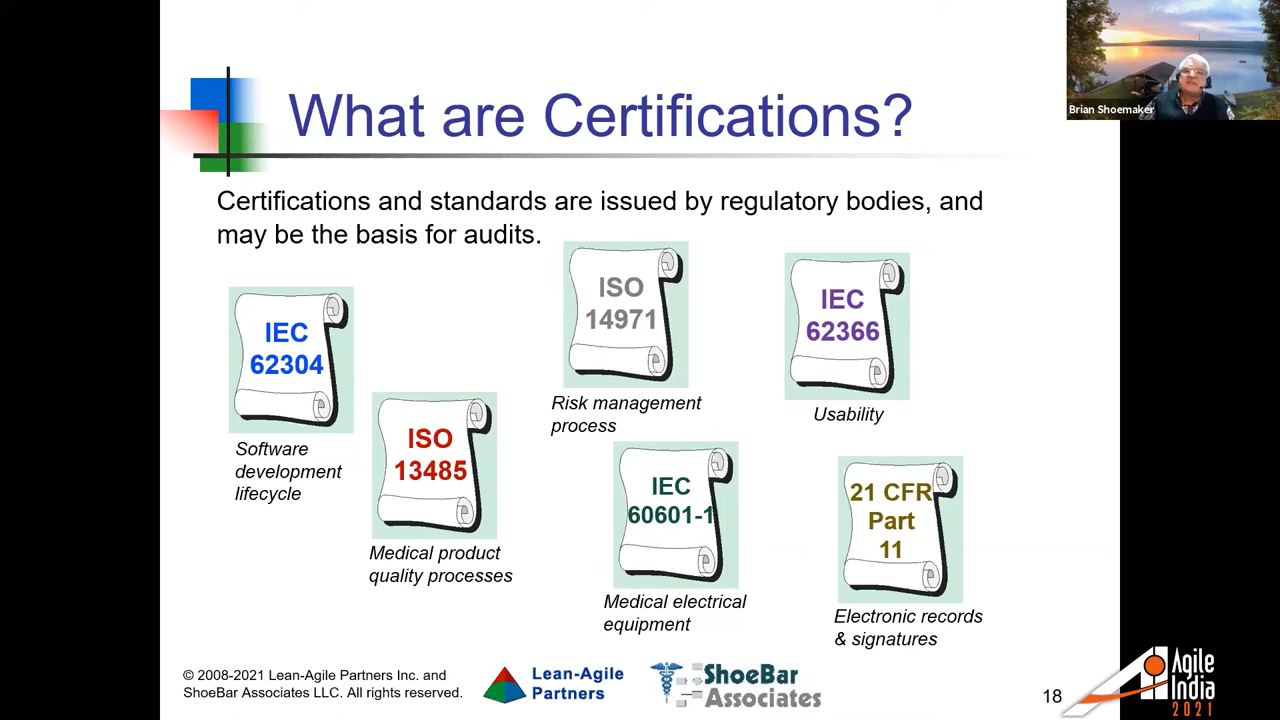 What are Certifications?
Brian Shoemaker
Certifications and standards are issued by regulatory bodies, and
may be the basis for audits.
IEC
62304
Software
development
lifecycle
ISO
13485
Medical product
quality processes
ISO
14971
Risk management
process
IEC
60601-1
Medical electrical
equipment
IEC
62366
Usability
21 CFR
Part
11
Electronic records
& signatures
© 2008-2021 Lean-Agile Partners Inc. and
ShoeBar Associates LLC. All rights reserved.
Lean-Agile
Partners
ShoeBar
Associates
18
Agile
India
2021